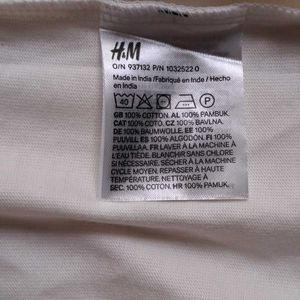 H&M
O/N 937132 P/N 1032522 0
Made in India/Fabriqué en Inde/Hecho
en India
40
P
GB 100% COTTON. AL 100% PAMBUK.
CAT 100% COTÓ. CZ 100% BAVLNA.
DE 100% BAUMWOLLE. EE 100%
PUUVILL ES 100% ALGODÓN. FI 100%
PUUVILLA. FR LAVER À LA MACHINE À
L'EAU TIÈDE. BLANCHIR SANS CHLORE
SI NÉCESSAIRE. SÉCHER À LA MACHINE
CYCLE MOYEN. REPASSER À HAUTE
TEMPÉRATURE. NETTOYAGE À
SEC. 100% COTON. HR 100% PAMUK.